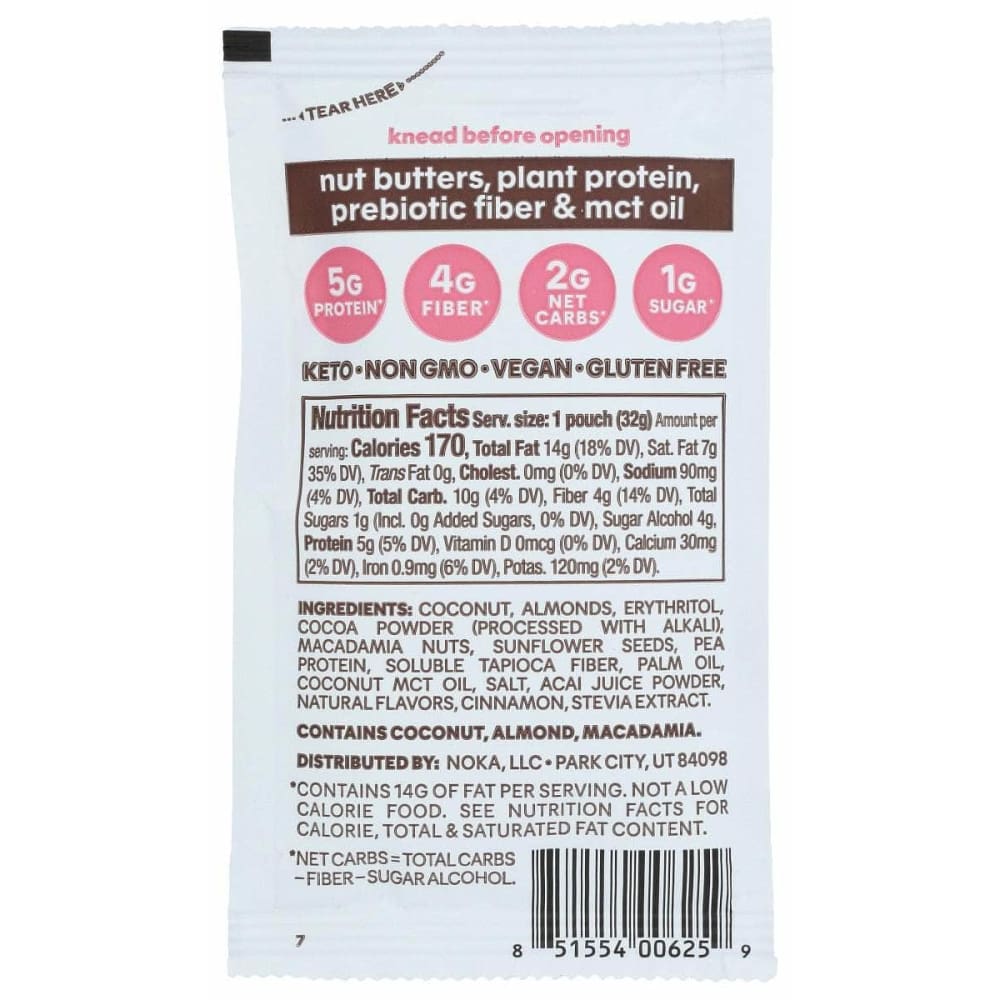 ...(TEAR HERE)
knead before opening
nut butters, plant protein,
prebiotic fiber & mct oil
5G PROTEIN*
4G FIBER*
2G NET CARBS*
1G SUGAR*
KETO • NON GMO • VEGAN • GLUTEN FREE
Nutrition Facts Serv. size: 1 pouch (32g) Amount per
serving: Calories 170, Total Fat 14g (18% DV), Sat. Fat 7g
35% DV), Trans Fat 0g, Cholest. 0mg (0% DV), Sodium 90mg
(4% DV), Total Carb. 10g (4% DV), Fiber 4g (14% DV), Total
Sugars 1g (Incl. 0g Added Sugars, 0% DV), Sugar Alcohol 4g,
Protein 5g (5% DV), Vitamin D 0mcg (0% DV), Calcium 30mg
(2% DV), Iron 0.9mg (6% DV), Potas. 120mg (2% DV).
INGREDIENTS: COCONUT, ALMONDS, ERYTHRITOL,
COCOA POWDER (PROCESSED WITH ALKALI),
MACADAMIA NUTS, SUNFLOWER SEEDS, PEA
PROTEIN, SOLUBLE TAPIOCA FIBER, PALM OIL,
COCONUT MCT OIL, SALT, ACAI JUICE POWDER,
NATURAL FLAVORS, CINNAMON, STEVIA EXTRACT.
CONTAINS COCONUT, ALMOND, MACADAMIA.
DISTRIBUTED BY: NOKA, LLC • PARK CITY, UT 84098
*CONTAINS 14G OF FAT PER SERVING. NOT A LOW
CALORIE FOOD. SEE NUTRITION FACTS FOR
CALORIE, TOTAL & SATURATED FAT CONTENT.
*NET CARBS = TOTAL CARBS
–FIBER–SUGAR ALCOHOL.
7
8 51554 00625 9